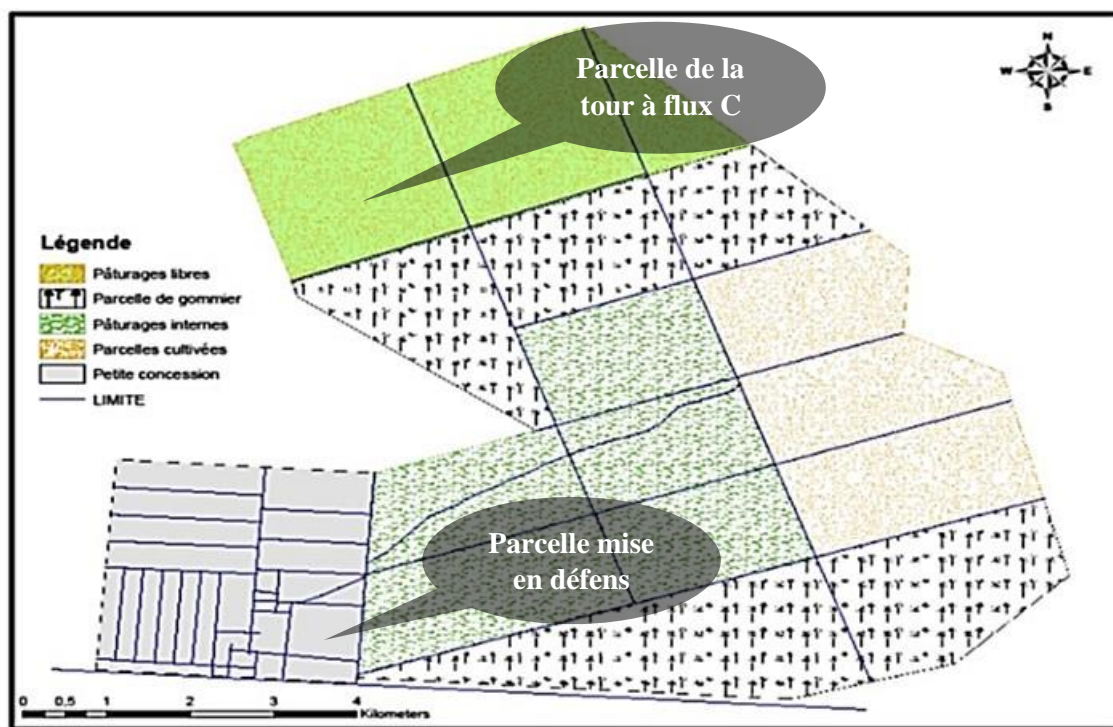 Parcelle de la
tour à flux C
N
W
E
S
Légende
Pâturages libres
Parcelle de gommier
Pâturages internes
Parcelles cultivées
Petite concession
LIMITE
Parcelle mise
en défens
0 0,5 1 2 3 4
Kilometers